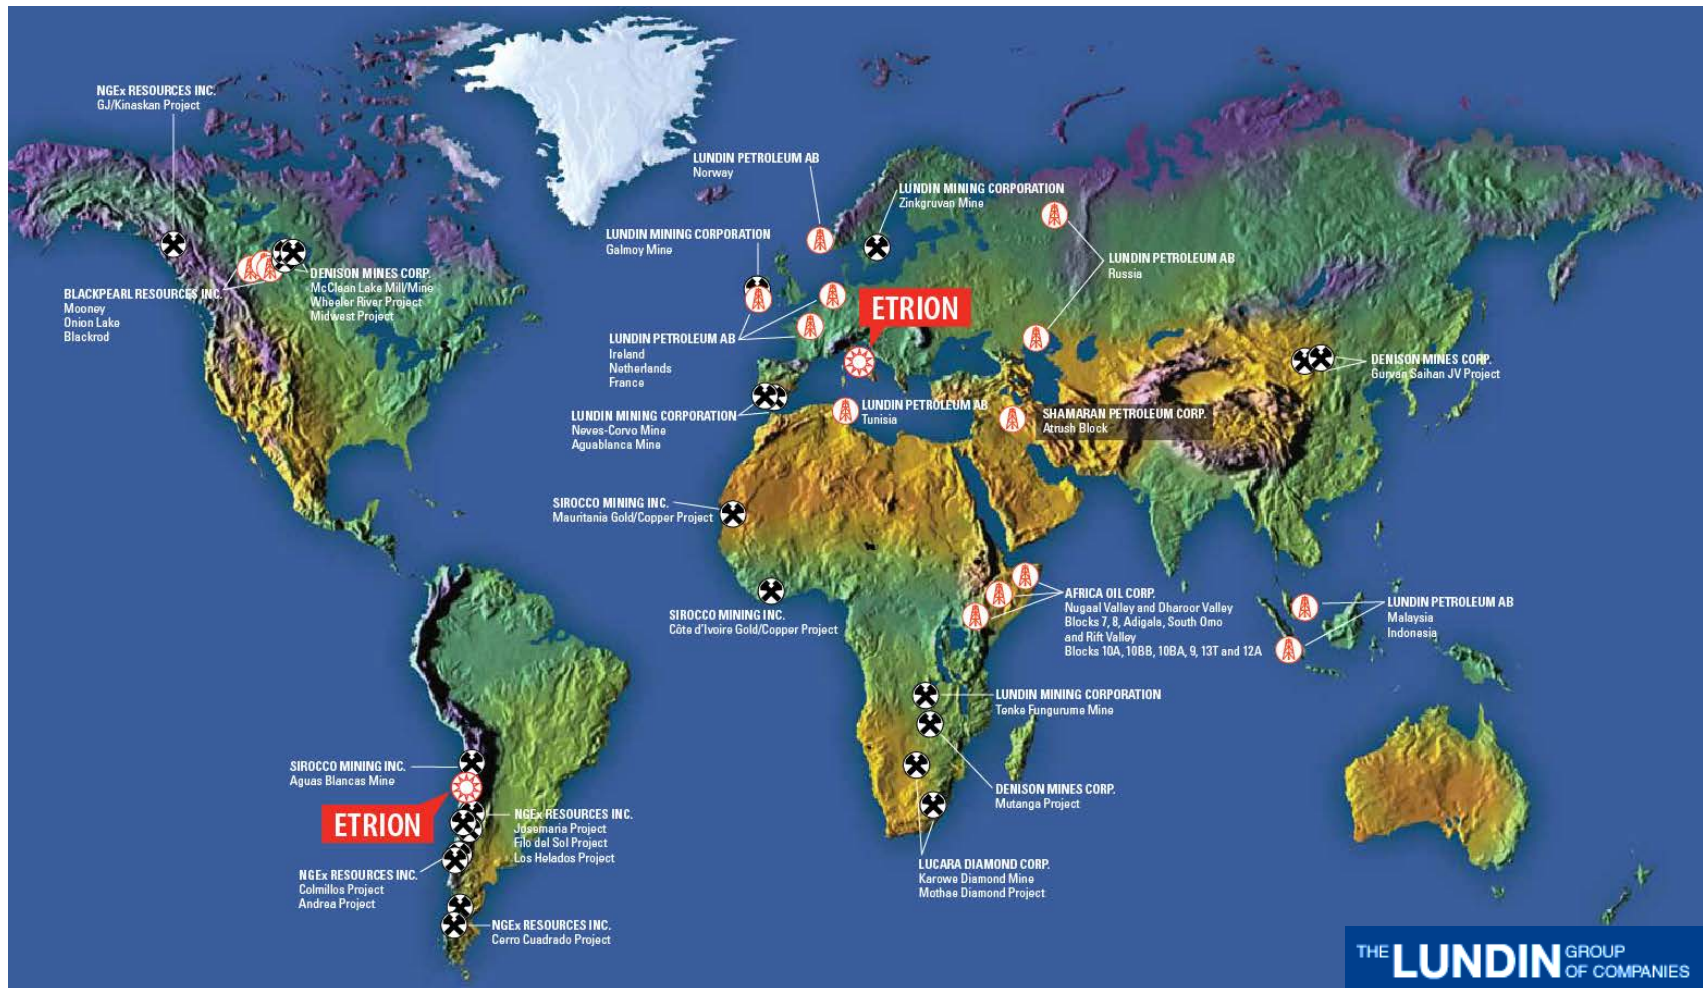 NGEx RESOURCES INC.
GJ/Kinaskan Project
LUNDIN PETROLEUM AB
Norway
LUNDIN MINING CORPORATION
Zinkgruvan Mine
LUNDIN MINING CORPORATION
Galmoy Mine
LUNDIN PETROLEUM AB
Russia
DENISON MINES CORP.
McClean Lake Mill/Mine
Wheeler River Project
Midwest Project
BLACKPEARL RESOURCES INC.
Mooney
Onion Lake
Blackrod
ETRION
LUNDIN PETROLEUM AB
Ireland
Netherlands
France
DENISON MINES CORP.
Gurvan Saihan JV Project
LUNDIN MINING CORPORATION
Neves-Corvo Mine
Aguablanca Mine
LUNDIN PETROLEUM AB
Tunisia
SHAMARAN PETROLEUM CORP.
Atrush Block
SIROCCO MINING INC.
Mauritania Gold/Copper Project
SIROCCO MINING INC.
Côte d'Ivoire Gold/Copper Project
AFRICA OIL CORP.
Nugaal Valley and Dharoor Valley
Blocks 7, 8, Adigala, South Omo
and Rift Valley
Blocks 10A, 10BB, 10BA, 9, 13T and 12A
LUNDIN PETROLEUM AB
Malaysia
Indonesia
LUNDIN MINING CORPORATION
Tenke Fungurume Mine
DENISON MINES CORP.
Mutanga Project
SIROCCO MINING INC.
Aguas Blancas Mine
ETRION
NGEx RESOURCES INC.
Josemaria Project
Filo del Sol Project
Los Helados Project
LUCARA DIAMOND CORP.
Karowe Diamond Mine
Mothae Diamond Project
NGEx RESOURCES INC.
Colmillos Project
Andrea Project
NGEx RESOURCES INC.
Cerro Cuadrado Project
THE LUNDIN GROUP
OF COMPANIES